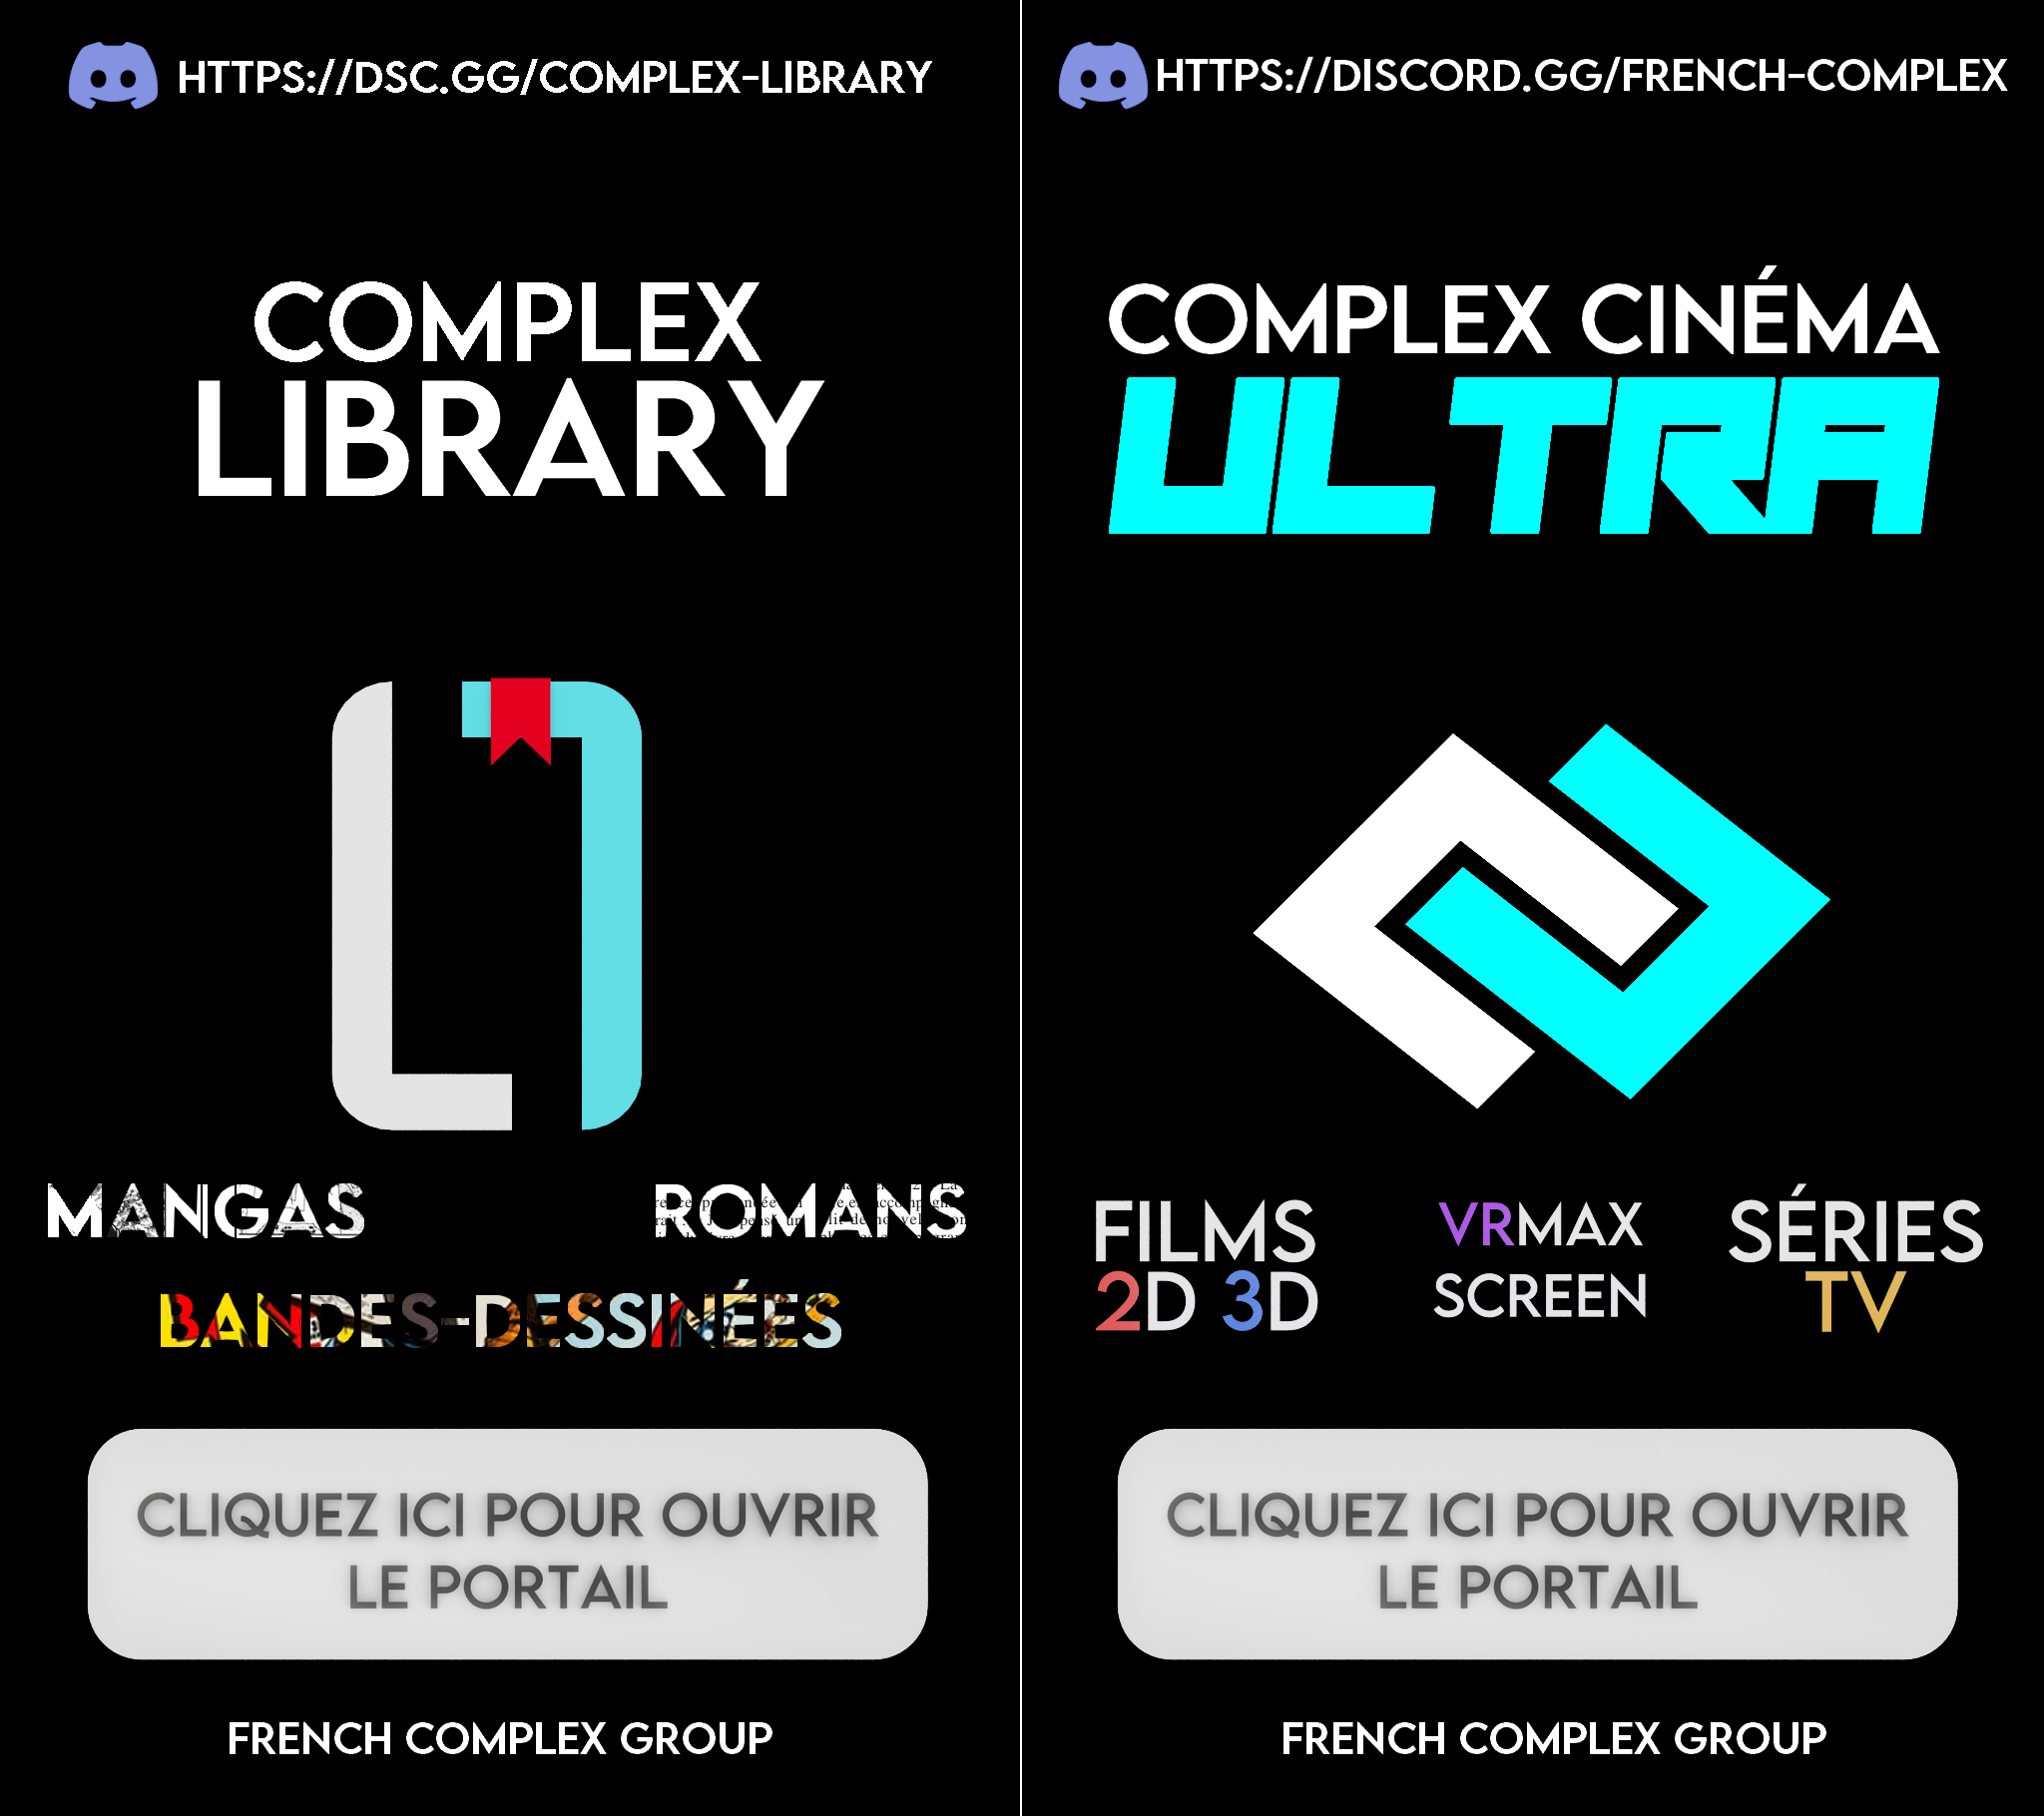 HTTPS://DSC.GG/COMPLEX-LIBRARY
COMPLEX
LIBRARY
MANGAS
ROMANS
BANDES-DESSINÉES
CLIQUEZ ICI POUR OUVRIR
LE PORTAIL
FRENCH COMPLEX GROUP
HTTPS://DISCORD.GG/FRENCH-COMPLEX
COMPLEX CINÉMA
ULTRA
FILMS
2D 3D
VRMAX
SCREEN
SÉRIES
TV
CLIQUEZ ICI POUR OUVRIR
LE PORTAIL
FRENCH COMPLEX GROUP